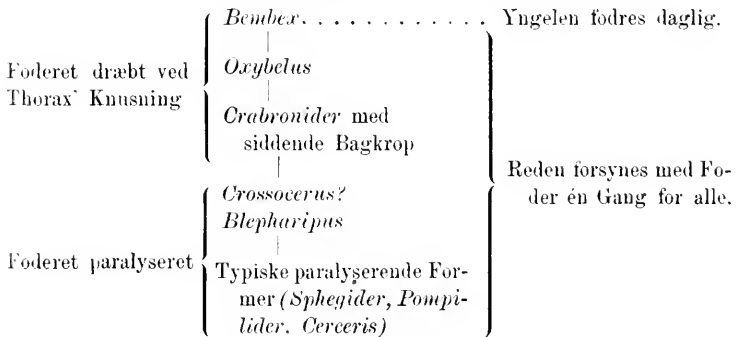 Bembex. . . . . . . . . . . . Yngelen fodres daglig.
Foderet dræbt ved
Thorax' Knusning
Oxybelus
Crabronider med
siddende Bagkrop
Reden forsynes med Fo-
der én Gang for alle.
Crossocerus?
Blepharipus
Foderet paralyseret
Typiske paralyserende For-
mer (Sphegider, Pompi-
lider. Cerceris)